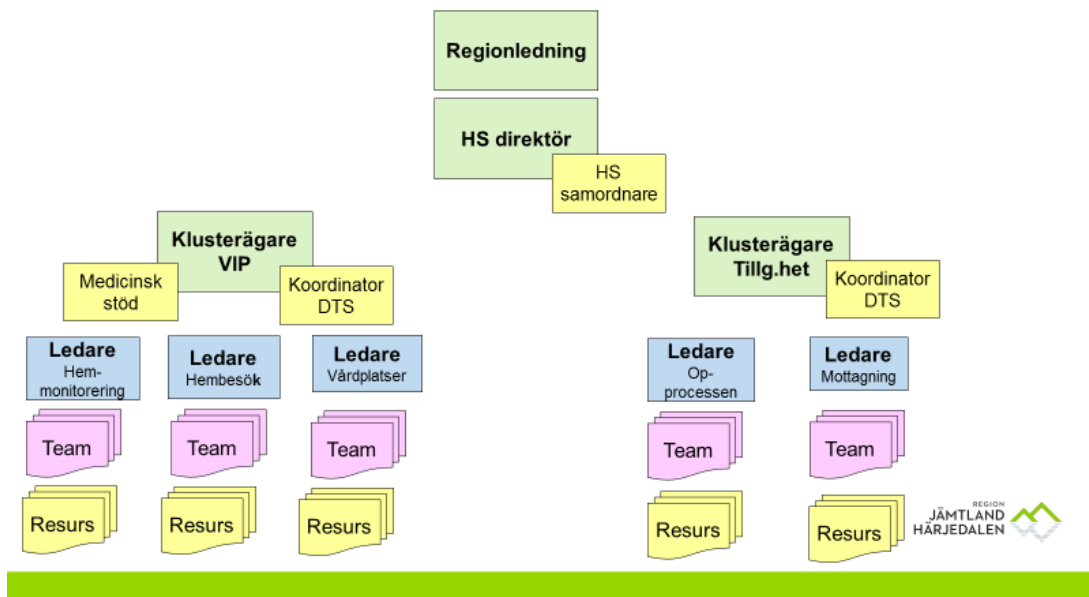 Regionledning
HS direktör
HS
samordnare
Klusterägare
VIP
Medicinsk
stöd
Koordinator
DTS
Klusterägare
Tillg.het
Koordinator
DTS
Ledare
Hem-
monitorering
Ledare
Hembesök
Ledare
Vårdplatser
Ledare
Op-
processen
Ledare
Mottagning
Team
Team
Team
Team
Team
Resurs
Resurs
Resurs
Resurs
Resurs
REGION
JÄMTLAND
HÄRJEDALEN